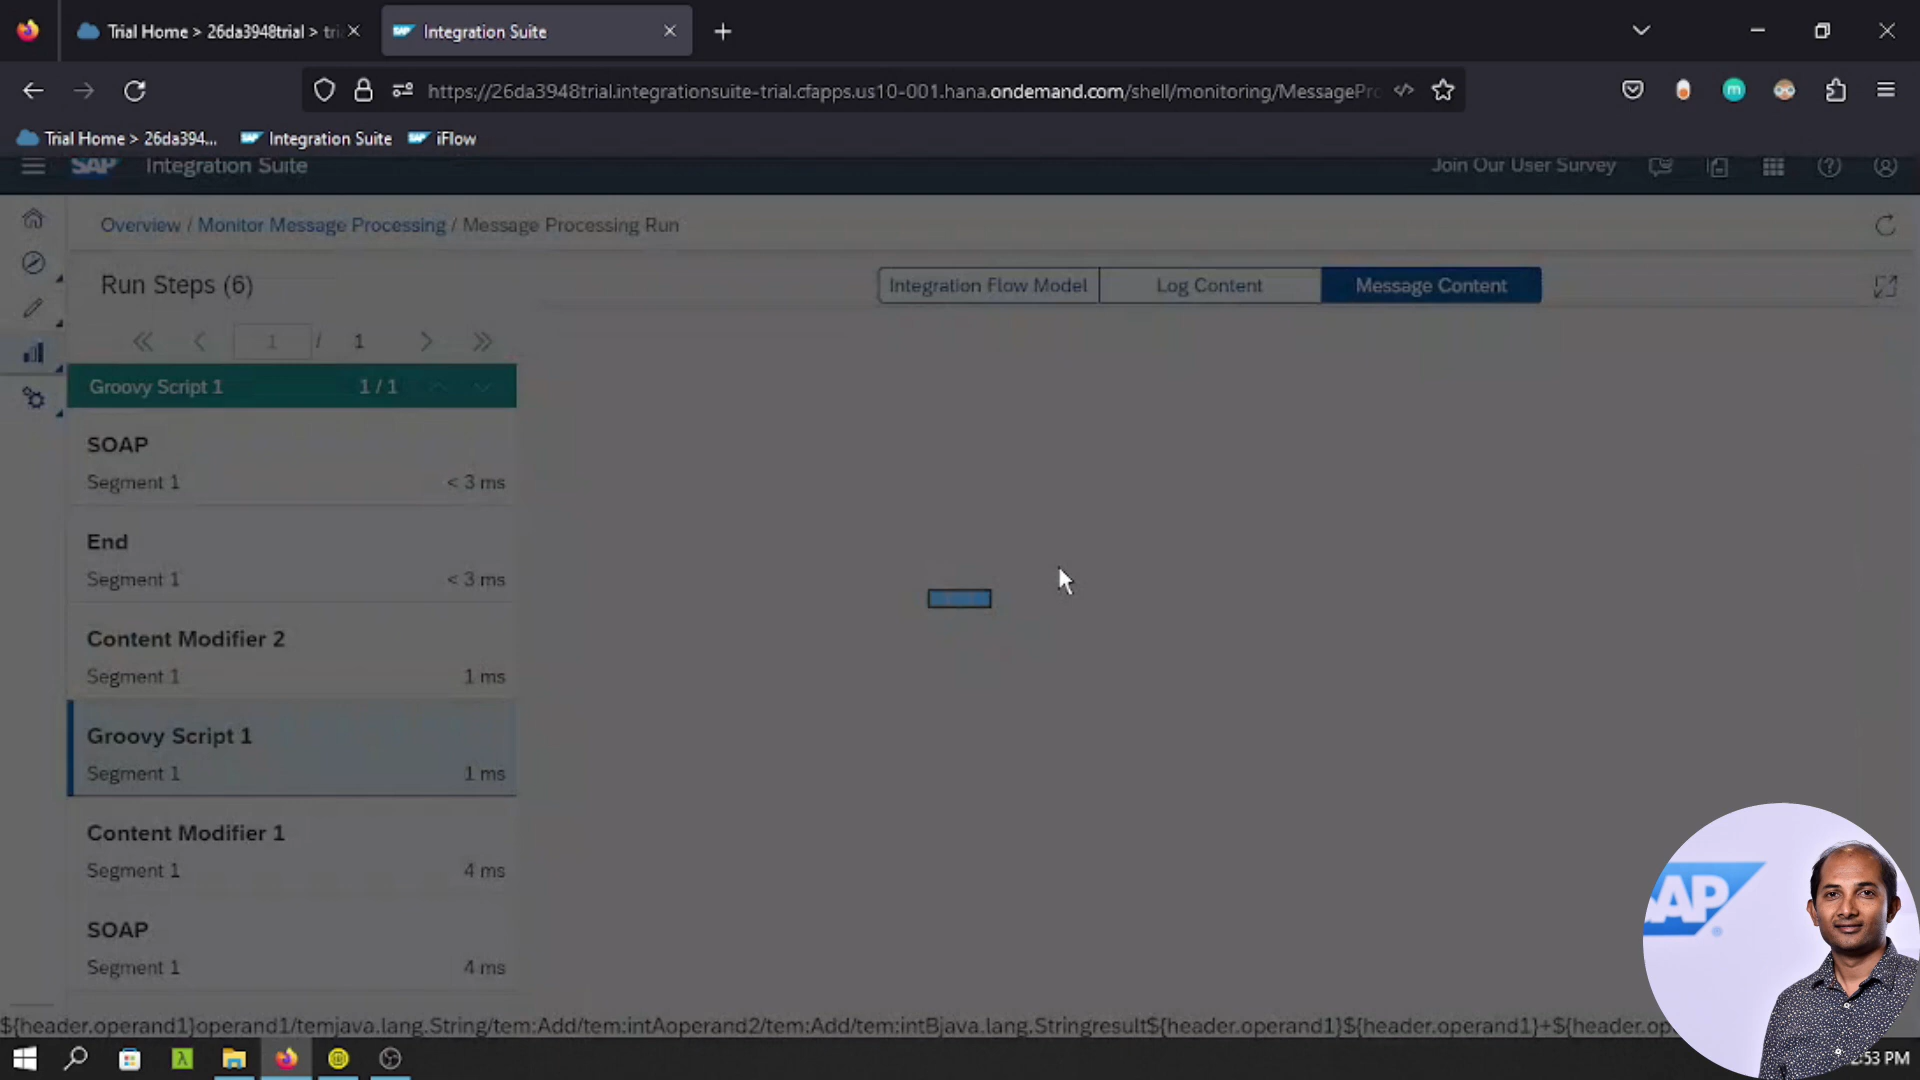 Trial Home > 26da3948trial > tri
Integration Suite
https://26da3948trial.integrationsuite-trial.cfapps.us10-001.hana.ondemand.com/shell/monitoring/MessagePro
Trial Home > 26da394...
Integration Suite
iFlow
SAP
Integration Suite
Join Our User Survey
Overview / Monitor Message Processing / Message Processing Run
Run Steps (6)
Integration Flow Model
Log Content
Message Content
1 / 1
Groovy Script 1
1 / 1
SOAP
Segment 1
< 3 ms
End
Segment 1
< 3 ms
Content Modifier 2
Segment 1
1 ms
Groovy Script 1
Segment 1
1 ms
Content Modifier 1
Segment 1
4 ms
SOAP
Segment 1
4 ms
SAP
${header.operand1}operand1/temjava.lang.String/tem:Add/tem:intAoperand2/tem:Add/tem:intBjava.lang.Stringresult${header.operand1}${header.operand1}+${header.op
:53 PM